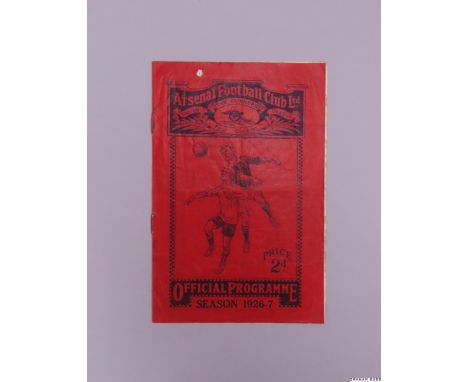 Arsenal Football Club Ltd
PRICE
2d
OFFICIAL PROGRAMME
SEASON 1926-7